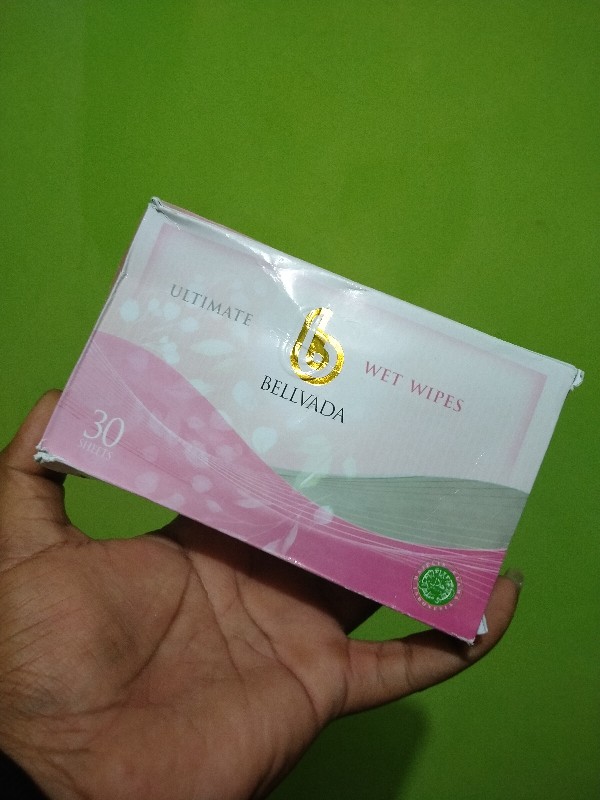 ULTIMATE
BELLVADA
WET WIPES
30
SHEETS